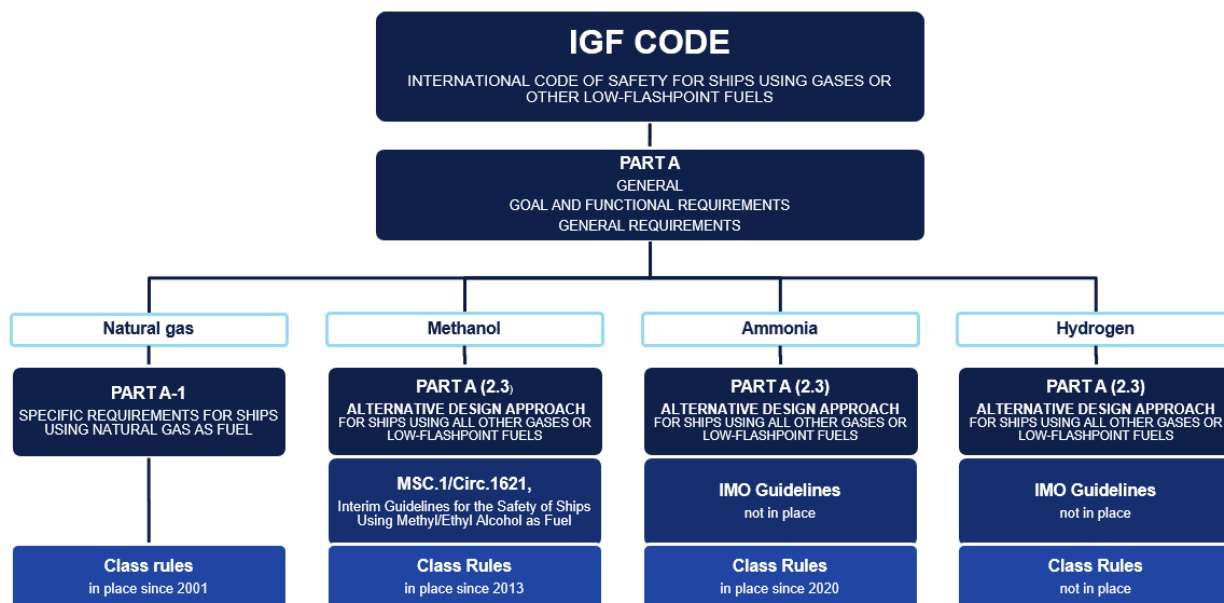 IGF CODE
INTERNATIONAL CODE OF SAFETY FOR SHIPS USING GASES OR
OTHER LOW-FLASHPOINT FUELS
PART A
GENERAL
GOAL AND FUNCTIONAL REQUIREMENTS
GENERAL REQUIREMENTS
Natural gas
PART A-1
SPECIFIC REQUIREMENTS FOR SHIPS
USING NATURAL GAS AS FUEL
Class rules
in place since 2001
Methanol
PART A (2.3)
ALTERNATIVE DESIGN APPROACH
FOR SHIPS USING ALL OTHER GASES OR
LOW-FLASHPOINT FUELS
MSC.1/Circ.1621,
Interim Guidelines for the Safety of Ships
Using Methyl/Ethyl Alcohol as Fuel
Class Rules
in place since 2013
Ammonia
PART A (2.3)
ALTERNATIVE DESIGN APPROACH
FOR SHIPS USING ALL OTHER GASES OR
LOW-FLASHPOINT FUELS
IMO Guidelines
not in place
Class Rules
in place since 2020
Hydrogen
PART A (2.3)
ALTERNATIVE DESIGN APPROACH
FOR SHIPS USING ALL OTHER GASES OR
LOW-FLASHPOINT FUELS
IMO Guidelines
not in place
Class Rules
not in place